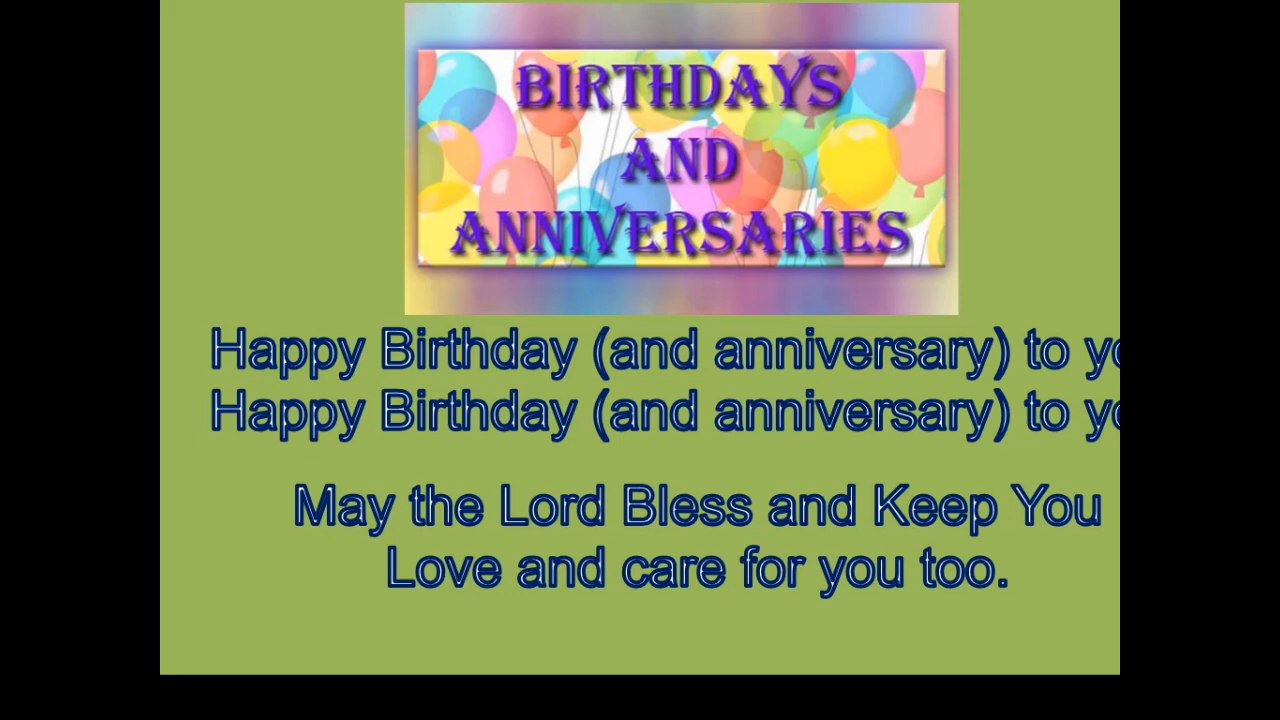 BIRTHDAYS
AND
ANNIVERSARIES
Happy Birthday (and anniversary) to
Happy Birthday (and anniversary) to
May the Lord Bless and Keep You
Love and care for you too.